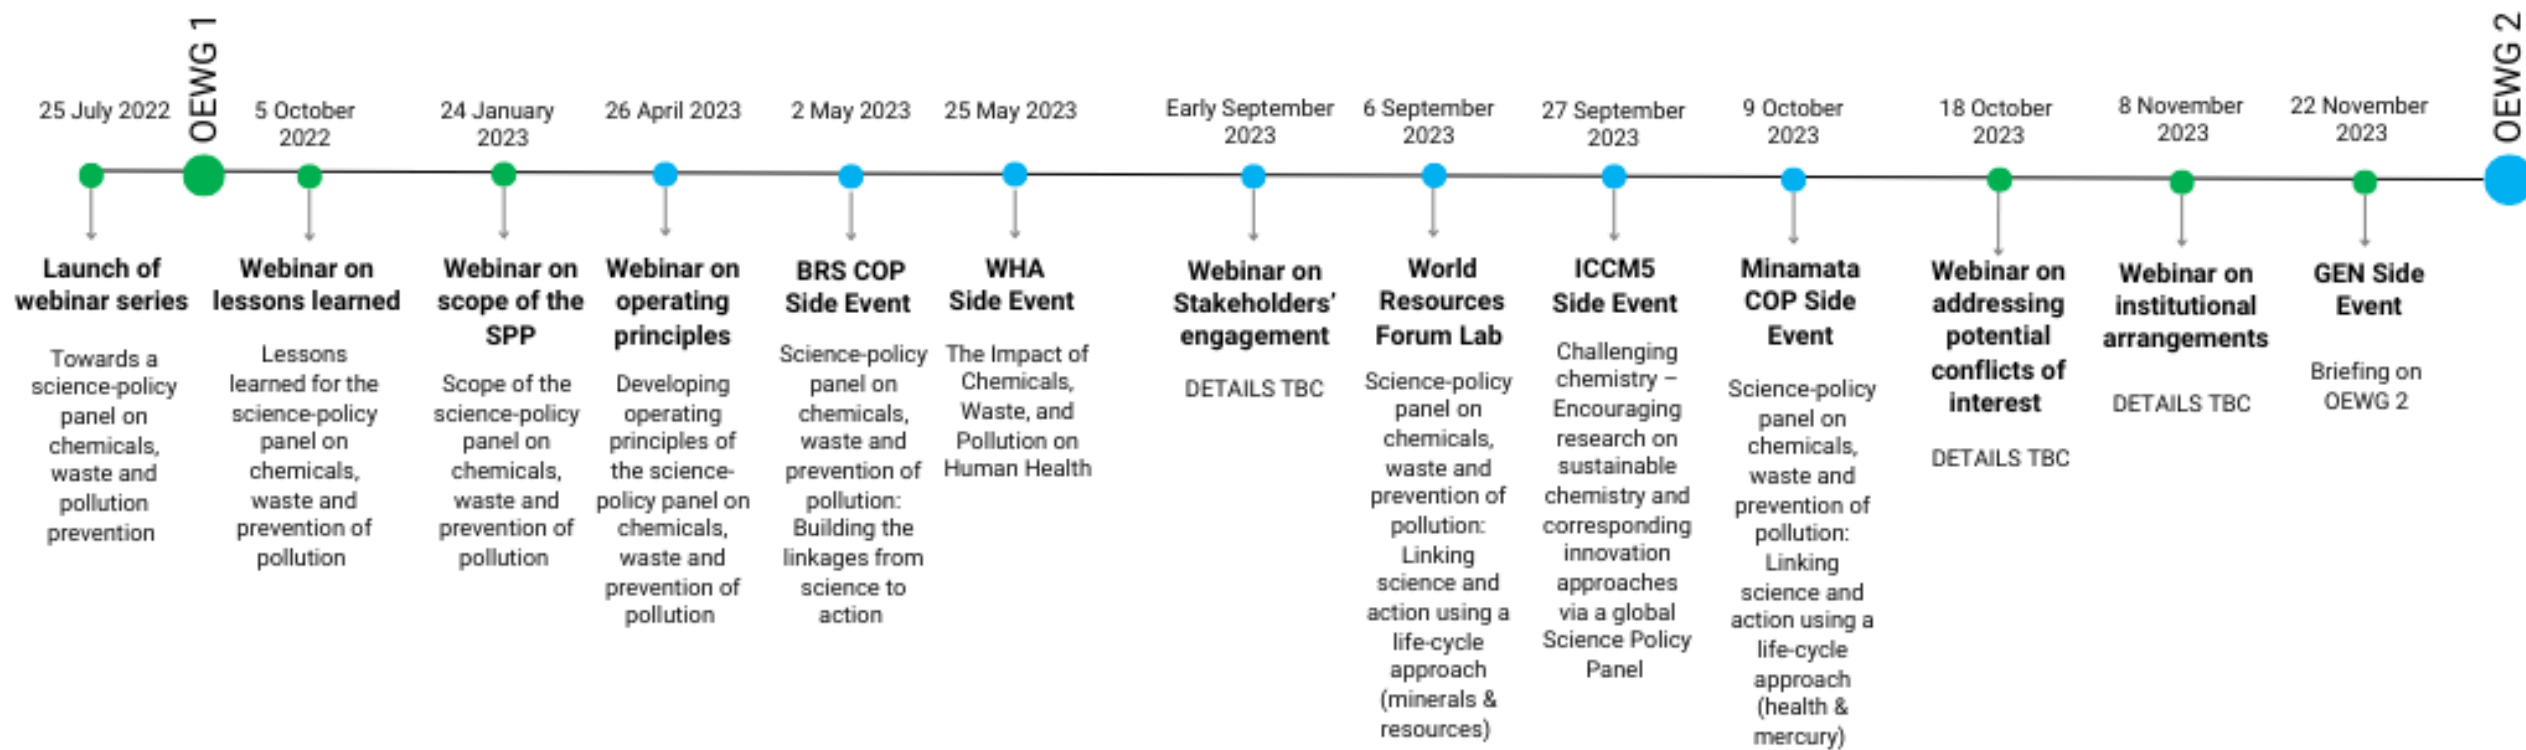 OEWG 1
OEWG 2
25 July 2022
Launch of
webinar series
Towards a
science-policy
panel on
chemicals,
waste and
pollution
prevention
5 October
2022
Webinar on
lessons learned
Lessons
learned for the
science-policy
panel on
chemicals,
waste and
prevention of
pollution
24 January
2023
Webinar on
scope of the
SPP
Scope of the
science-policy
panel on
chemicals,
waste and
prevention of
pollution
26 April 2023
Webinar on
operating
principles
Developing
operating
principles of
the science-
policy panel on
chemicals,
waste and
prevention of
pollution
2 May 2023
BRS COP
Side Event
Science-policy
panel on
chemicals,
waste and
prevention of
pollution:
Building the
linkages from
science to
action
25 May 2023
WHA
Side Event
The Impact of
Chemicals,
Waste, and
Pollution on
Human Health
Early September
2023
Webinar on
Stakeholders’
engagement
DETAILS TBC
6 September
2023
World
Resources
Forum Lab
Science-policy
panel on
chemicals,
waste and
prevention of
pollution:
Linking
science and
action using a
life-cycle
approach
(minerals &
resources)
27 September
2023
ICCM5
Side Event
Challenging
chemistry –
Encouraging
research on
sustainable
chemistry and
corresponding
innovation
approaches
via a global
Science Policy
Panel
9 October
2023
Minamata
COP Side
Event
Science-policy
panel on
chemicals,
waste and
prevention of
pollution:
Linking
science and
action using a
life-cycle
approach
(health &
mercury)
18 October
2023
Webinar on
addressing
potential
conflicts of
interest
DETAILS TBC
8 November
2023
Webinar on
institutional
arrangements
DETAILS TBC
22 November
2023
GEN Side
Event
Briefing on
OEWG 2